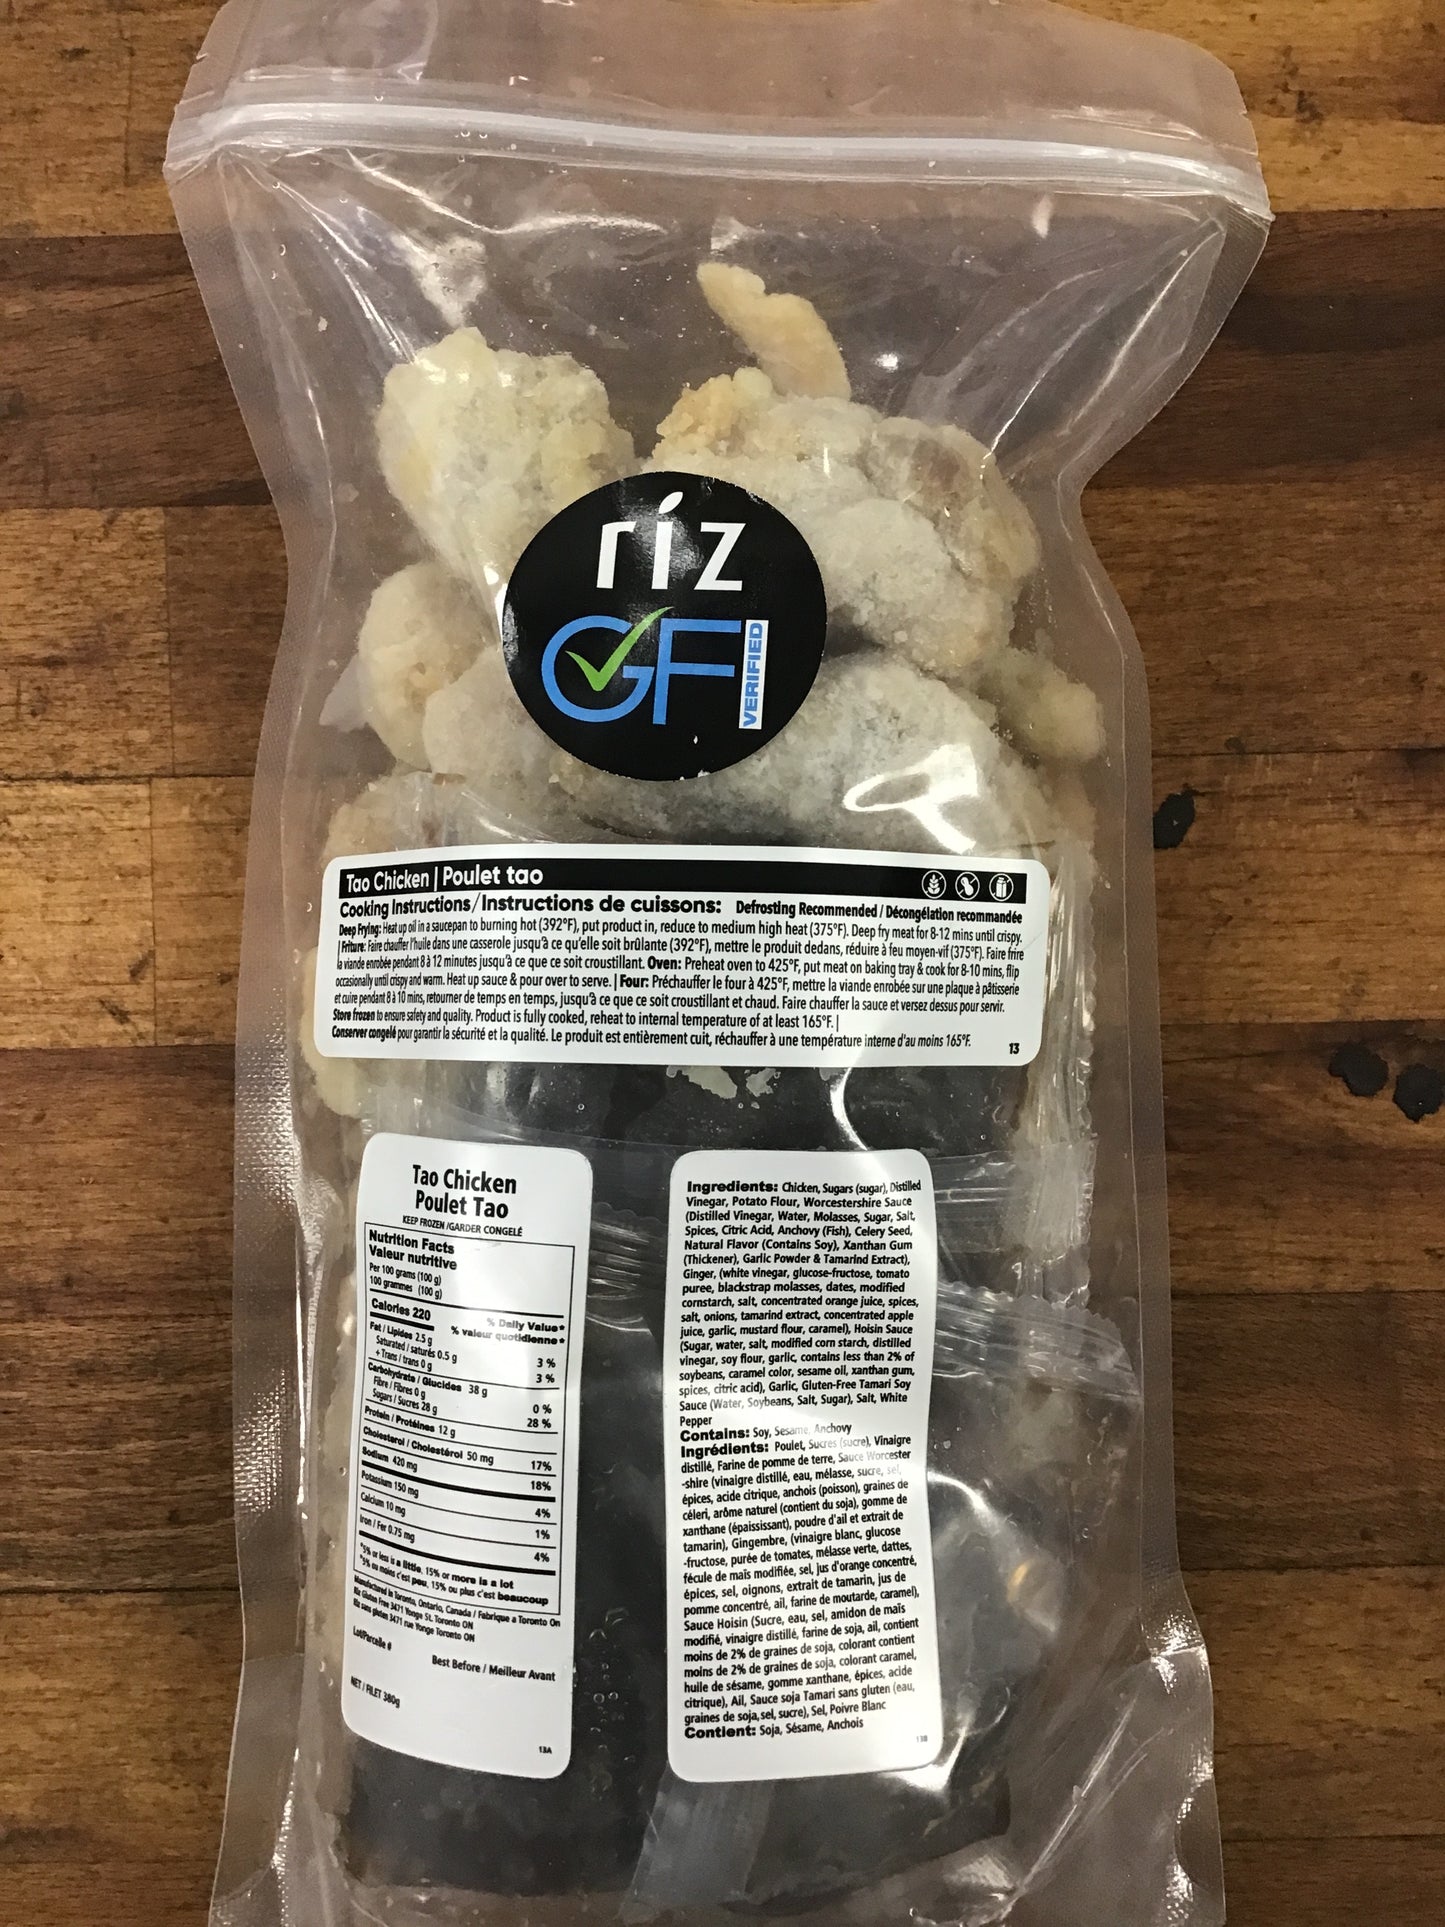 riz
GF VERIFIED
Tao Chicken | Poulet tao
Cooking Instructions/Instructions de cuissons: Defrosting Recommended / Décongélation recommandée
Deep Frying: Heat up oil in a saucepan to burning hot (392°F), put product in, reduce to medium high heat (375°F). Deep fry meat for 8-12 mins until crispy.
| Friture: Faire chauffer l'huile dans une casserole jusqu'à ce qu'elle soit brûlante (392°F), mettre le produit dedans, réduire à feu moyen-vif (375°F). Faire frire
la viande enrobée pendant 8 à 12 minutes jusqu'à ce que ce soit croustillant. Oven: Preheat oven to 425°F, put meat on baking tray & cook for 8-10 mins, flip
occasionally until crispy and warm. Heat up sauce & pour over to serve. | Four: Préchauffer le four à 425°F, mettre la viande enrobée sur une plaque à pâtisserie
et cuire pendant 8 à 10 mins, retourner de temps en temps, jusqu'à ce que ce soit croustillant et chaud. Faire chauffer la sauce et versez dessus pour servir.
Store frozen to ensure safety and quality. Product is fully cooked, reheat to internal temperature of at least 165°F. |
Conserver congelé pour garantir la sécurité et la qualité. Le produit est entièrement cuit, réchauffer à une température interne d'au moins 165°F.
13
Tao Chicken
Poulet Tao
KEEP FROZEN /GARDER CONGELÉ
Nutrition Facts
Valeur nutritive
Per 100 grams (100 g)
100 grammes (100 g)
Calories 220
% Daily Value*
% valeur quotidienne*
Fat / Lipides 2.5 g 3 %
Saturated / saturés 0.5 g
+ Trans / trans 0 g 3 %
Carbohydrate / Glucides 38 g
Fibre / Fibres 0 g 0 %
Sugars / Sucres 28 g 28 %
Protein / Protéines 12 g
Cholesterol / Cholestérol 50 mg 17%
Sodium 420 mg 18%
Potassium 150 mg 4%
Calcium 10 mg 1%
Iron / Fer 0.75 mg 4%
*5% or less is a little, 15% or more is a lot
*5% ou moins c'est peu, 15% ou plus c'est beaucoup
Manufactured in Toronto, Ontario, Canada / Fabrique a Toronto On
Riz Gluten Free 3471 Yonge St. Toronto ON
Riz sans gluten 3471 rue Yonge Toronto ON
Lot/Parcelle #
Best Before / Meilleur Avant
NET / FILET 380g
13A
Ingredients: Chicken, Sugars (sugar), Distilled
Vinegar, Potato Flour, Worcestershire Sauce
(Distilled Vinegar, Water, Molasses, Sugar, Salt,
Spices, Citric Acid, Anchovy (Fish), Celery Seed,
Natural Flavor (Contains Soy), Xanthan Gum
(Thickener), Garlic Powder & Tamarind Extract),
Ginger, (white vinegar, glucose-fructose, tomato
puree, blackstrap molasses, dates, modified
cornstarch, salt, concentrated orange juice, spices,
salt, onions, tamarind extract, concentrated apple
juice, garlic, mustard flour, caramel), Hoisin Sauce
(Sugar, water, salt, modified corn starch, distilled
vinegar, soy flour, garlic, contains less than 2% of
soybeans, caramel color, sesame oil, xanthan gum,
spices, citric acid), Garlic, Gluten-Free Tamari Soy
Sauce (Water, Soybeans, Salt, Sugar), Salt, White
Pepper
Contains: Soy, Sesame, Anchovy
Ingrédients: Poulet, Sucres (sucre), Vinaigre
distillé, Farine de pomme de terre, Sauce Worcester
-shire (vinaigre distillé, eau, mélasse, sucre, sel,
épices, acide citrique, anchois (poisson), graines de
céleri, arôme naturel (contient du soja), gomme de
xanthane (épaississant), poudre d'ail et extrait de
tamarin), Gingembre, (vinaigre blanc, glucose
-fructose, purée de tomates, mélasse verte, dattes,
fécule de maïs modifiée, sel, jus d'orange concentré,
épices, sel, oignons, extrait de tamarin, jus de
pomme concentré, ail, farine de moutarde, caramel),
Sauce Hoisin (Sucre, eau, sel, amidon de maïs
modifié, vinaigre distillé, farine de soja, ail, contient
moins de 2% de graines de soja, colorant contient
moins de 2% de graines de soja, colorant caramel,
huile de sésame, gomme xanthane, épices, acide
citrique), Ail, Sauce soja Tamari sans gluten (eau,
graines de soja, sel, sucre), Sel, Poivre Blanc
Contient: Soja, Sésame, Anchois
13B